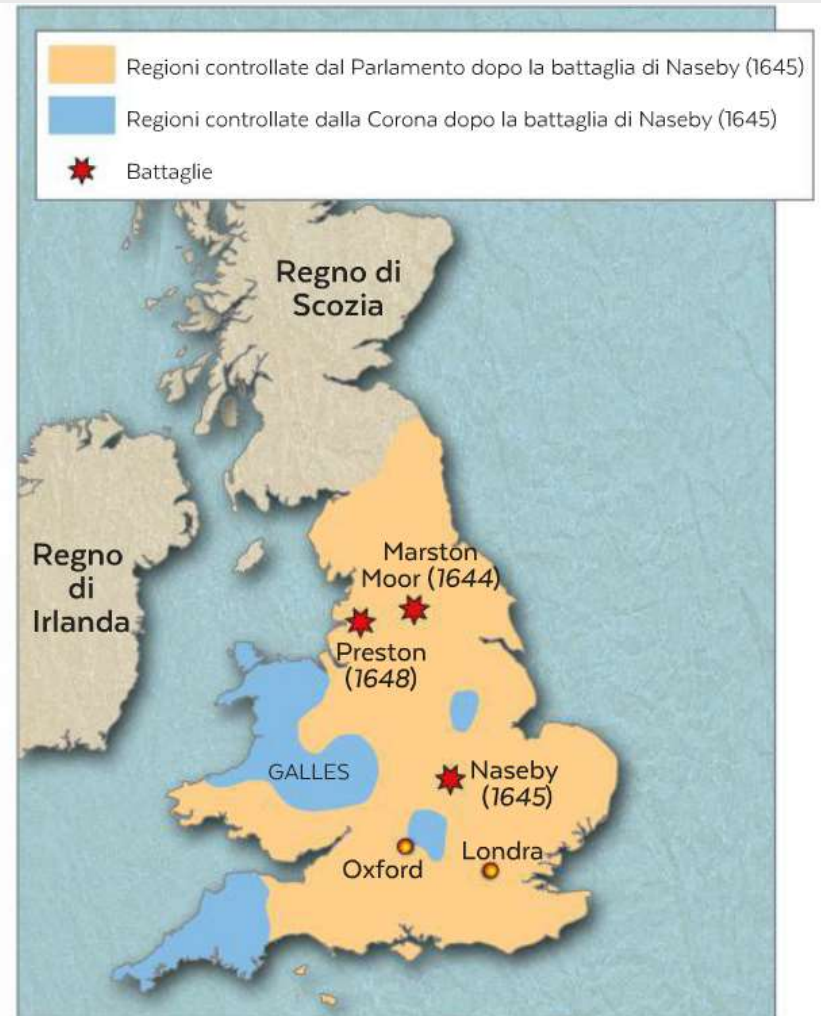 Regioni controllate dal Parlamento dopo la battaglia di Naseby (1645)
Regioni controllate dalla Corona dopo la battaglia di Naseby (1645)
Battaglie
Regno di
Scozia
Regno
di
Irlanda
Marston
Moor (1644)
Preston
(1648)
GALLES
Naseby
(1645)
Oxford
Londra